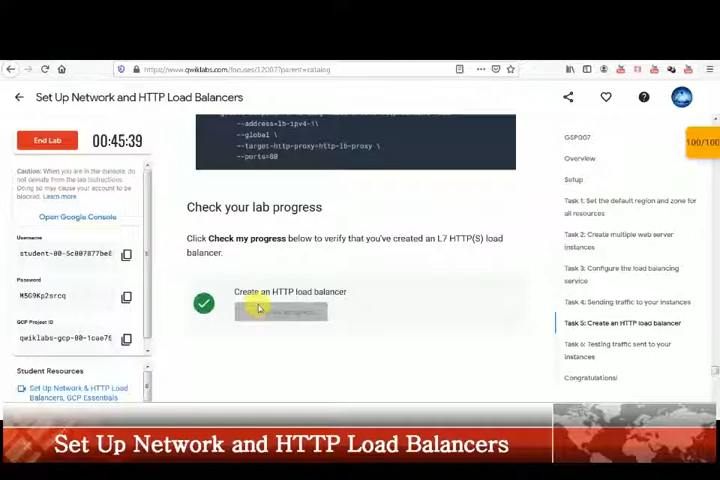 https://www.qwiklabs.com/focuses/12007?parent=catalog
Set Up Network and HTTP Load Balancers
End Lab
00:45:39
Caution: When you are in the console, do
not deviate from the lab instructions.
Doing so may cause your account to be
blocked. Learn more.
Open Google Console
Username
student-00-5c007877be8
Password
M5G9Kp2srcq
GCP Project ID
qwiklabs-gcp-00-1cae76
Student Resources
Set Up Network & HTTP Load
Balancers, GCP Essentials
--address=lb-ipv4-1\
--global \
--target-http-proxy=http-lb-proxy \
--ports=80
Check your lab progress
Click Check my progress below to verify that you've created an L7 HTTP(S) load
balancer.
Create an HTTP load balancer
100/100
GSP007
Overview
Setup
Task 1: Set the default region and zone for
all resources
Task 2: Create multiple web server
instances
Task 3: Configure the load balancing
service
Task 4: Sending traffic to your instances
Task 5: Create an HTTP load balancer
Task 6: Testing traffic sent to your
instances
Congratulations!
Set Up Network and HTTP Load Balancers